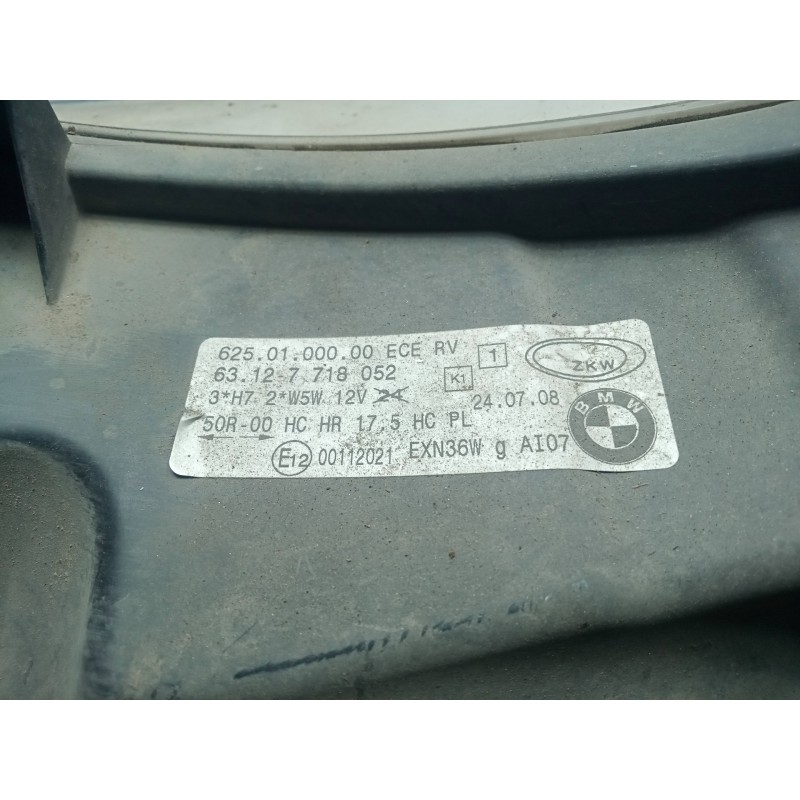 625.01.000.00 ECE RV 1
ZKW
63.12-7 718 052 K1
3*H7 2*W5W 12V 24 24.07.08
BMW
50R-00 HC HR 17.5 HC PL
E12 00112021 EXN36W g AI07